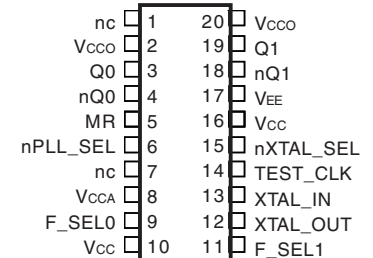 nc 1 20 VCCO
VCCO 2 19 Q1
Q0 3 18 nQ1
nQ0 4 17 VEE
MR 5 16 VCC
nPLL_SEL 6 15 nXTAL_SEL
nc 7 14 TEST_CLK
VCCA 8 13 XTAL_IN
F_SEL0 9 12 XTAL_OUT
VCC 10 11 F_SEL1